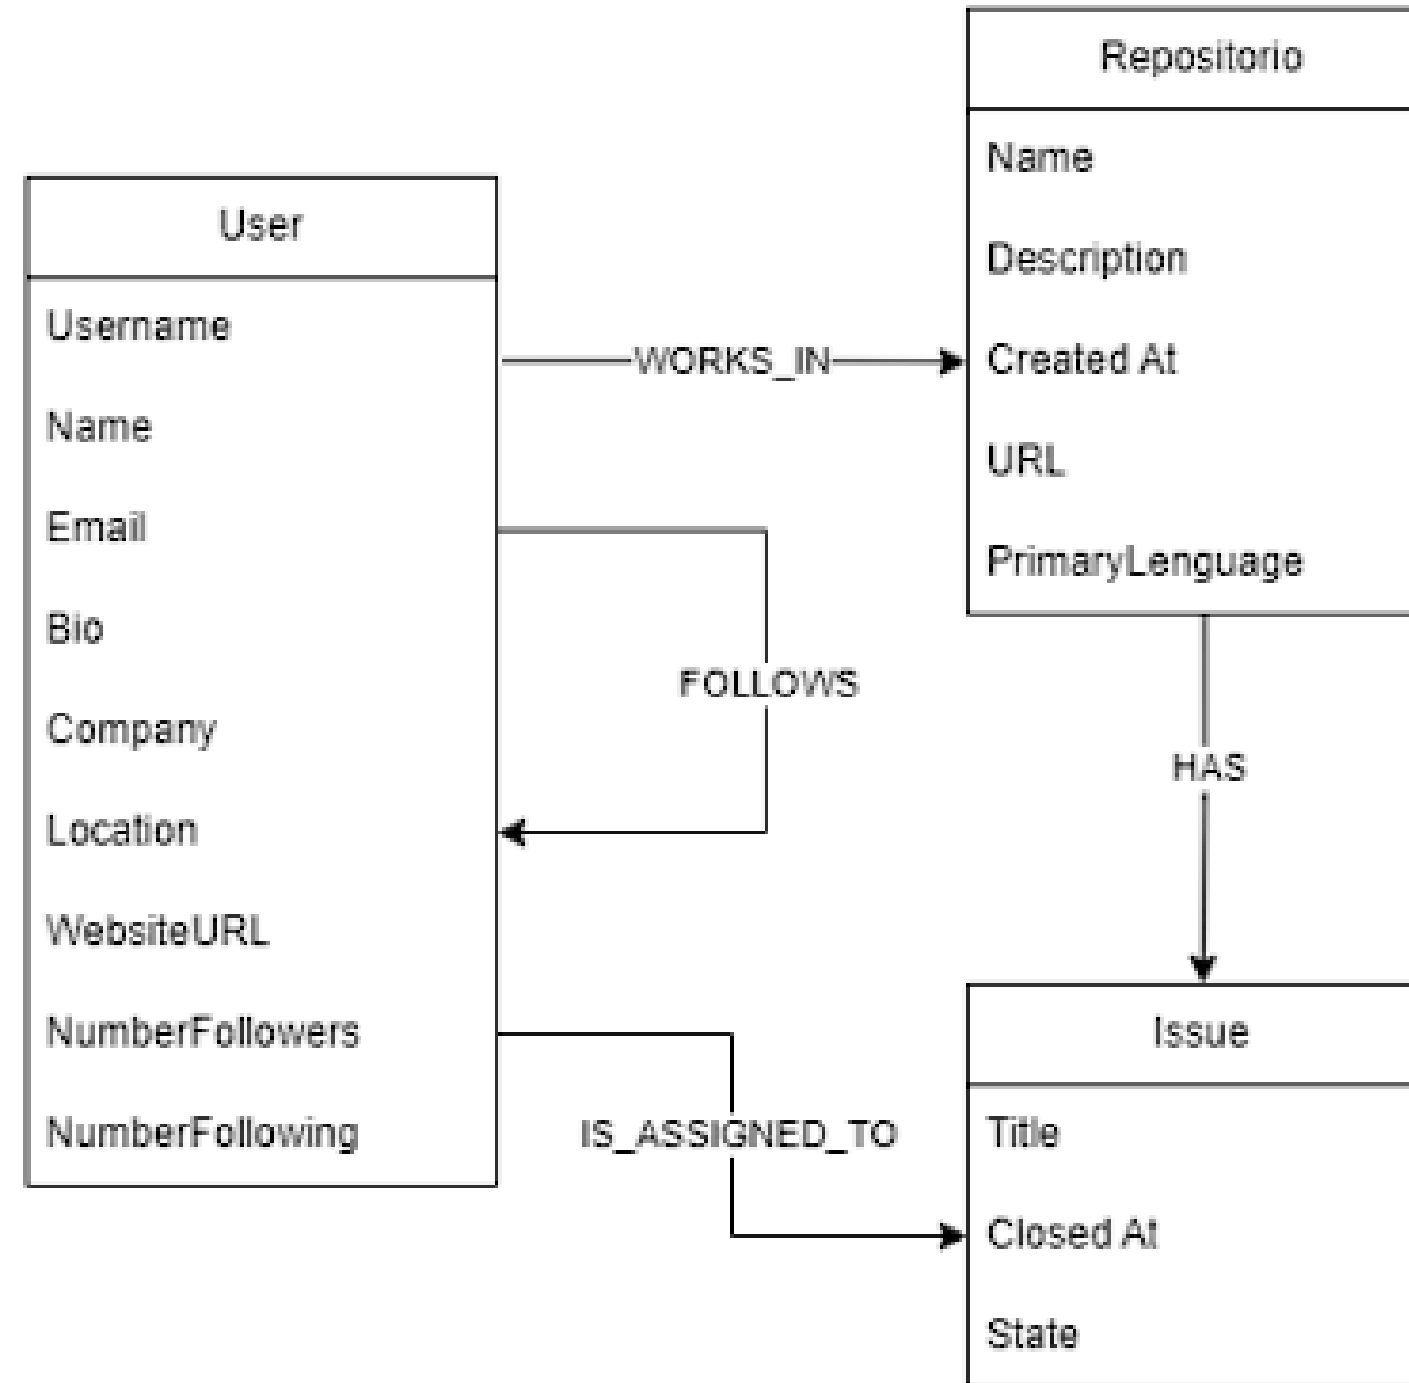 User
Username
Name
Email
Bio
Company
Location
WebsiteURL
NumberFollowers
NumberFollowing
WORKS_IN
FOLLOWS
IS_ASSIGNED_TO
Repositorio
Name
Description
Created At
URL
PrimaryLenguage
HAS
Issue
Title
Closed At
State